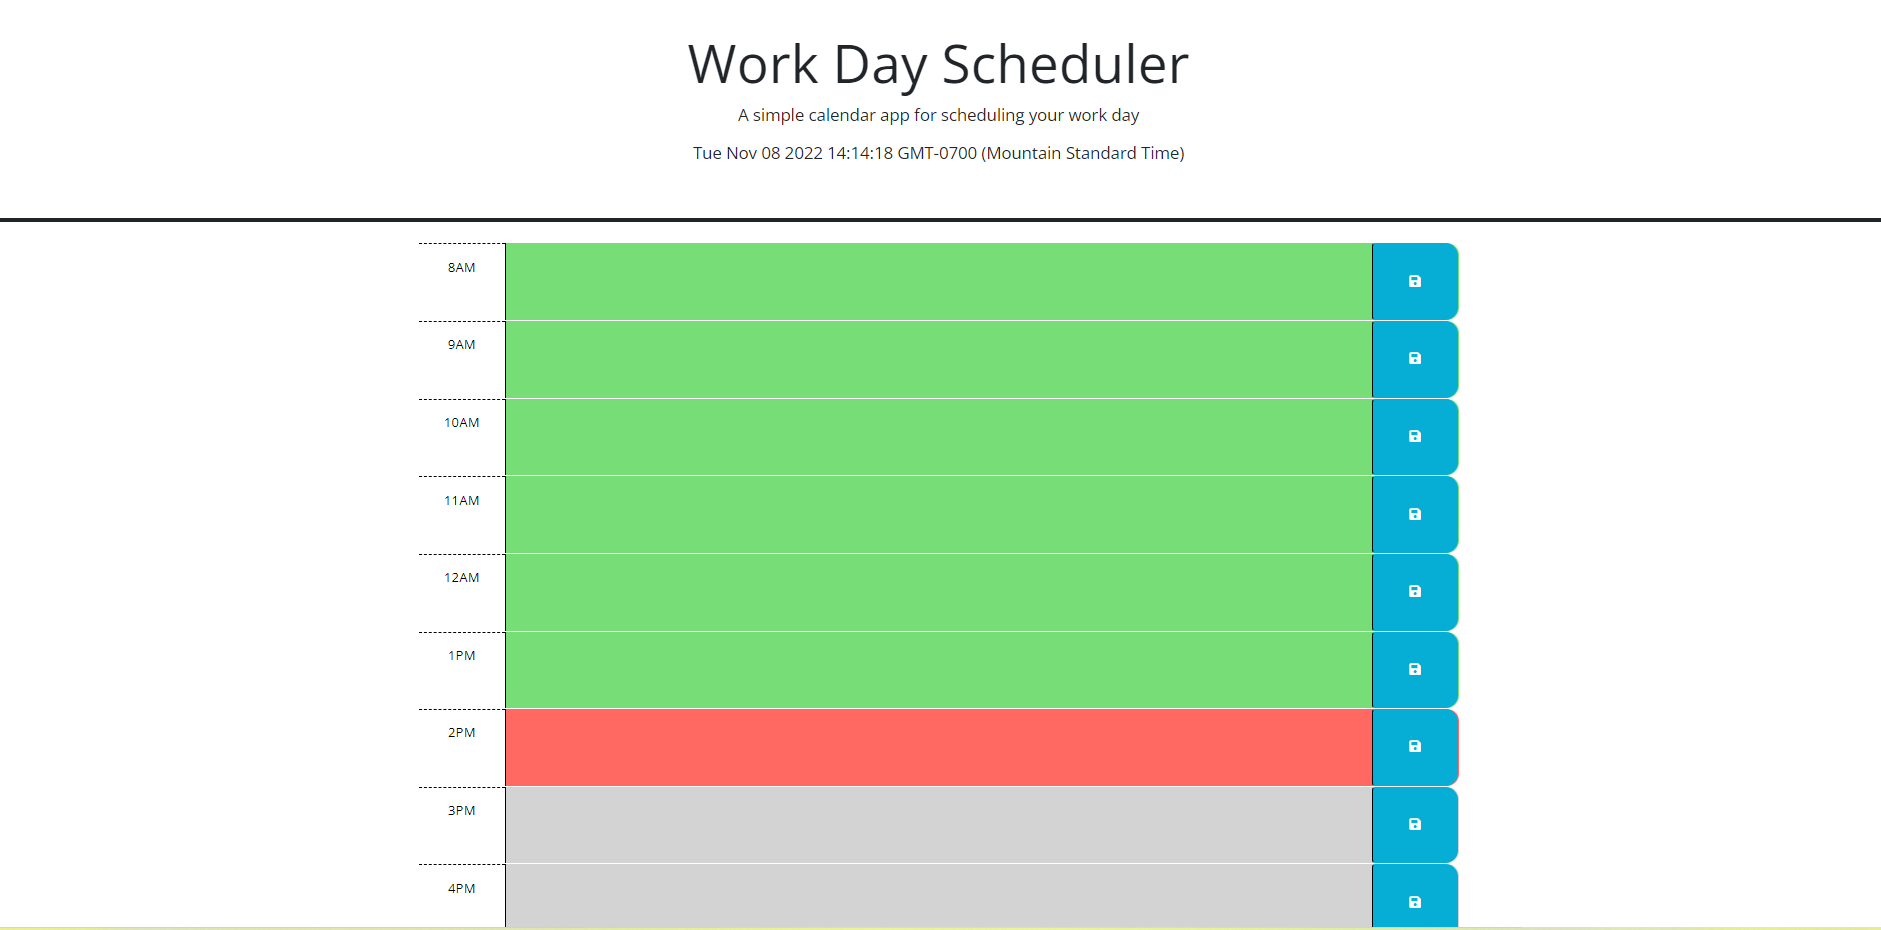 Work Day Scheduler
A simple calendar app for scheduling your work day
Tue Nov 08 2022 14:14:18 GMT-0700 (Mountain Standard Time)
8AM
9AM
10AM
11AM
12AM
1PM
2PM
3PM
4PM